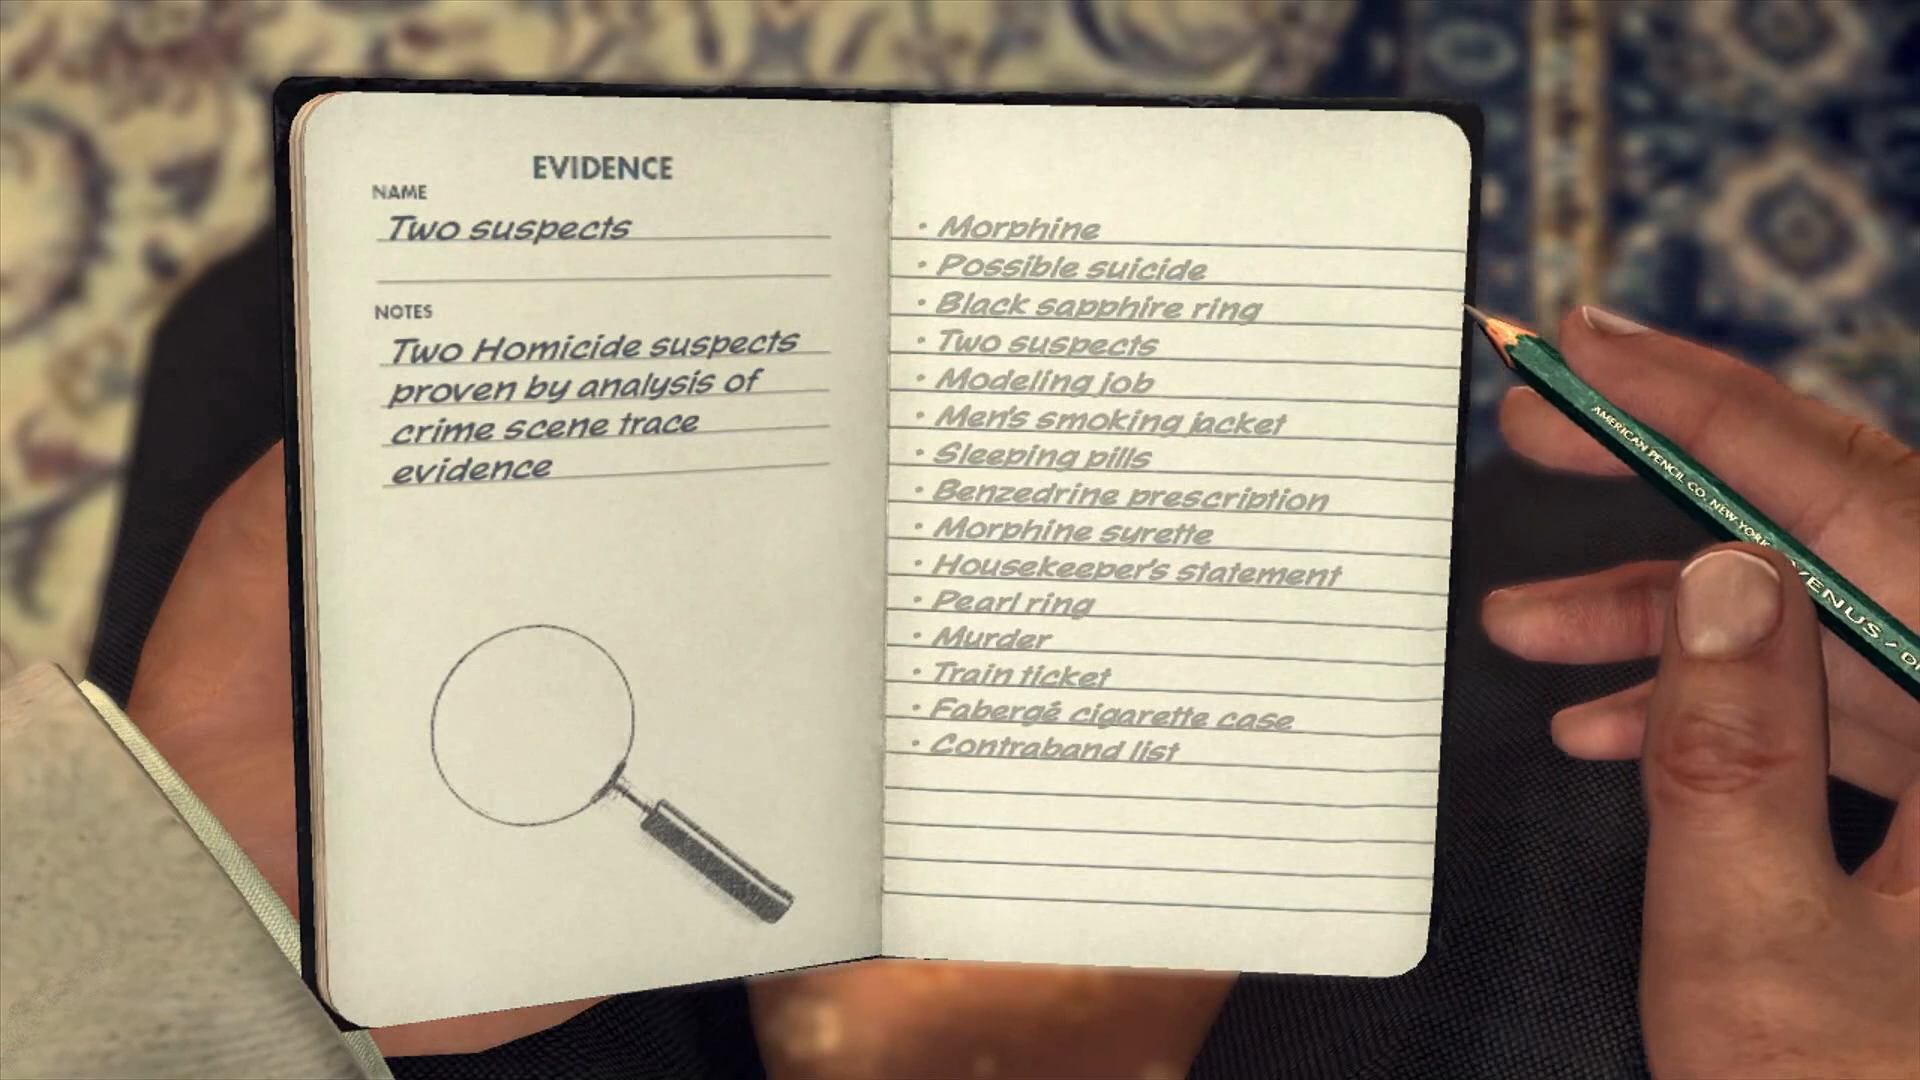 EVIDENCE
NAME
Two suspects
NOTES
Two Homicide suspects
proven by analysis of
crime scene trace
evidence
• Morphine
• Possible suicide
• Black sapphire ring
• Two suspects
• Modeling job
• Men's smoking jacket
• Sleeping pills
• Benzedrine prescription
• Morphine syrette
• Housekeeper's statement
• Pearl ring
• Murder
• Train ticket
• Fabergé cigarette case
• Contraband list
AMERICAN PENCIL CO. NEW YORK VENUS /